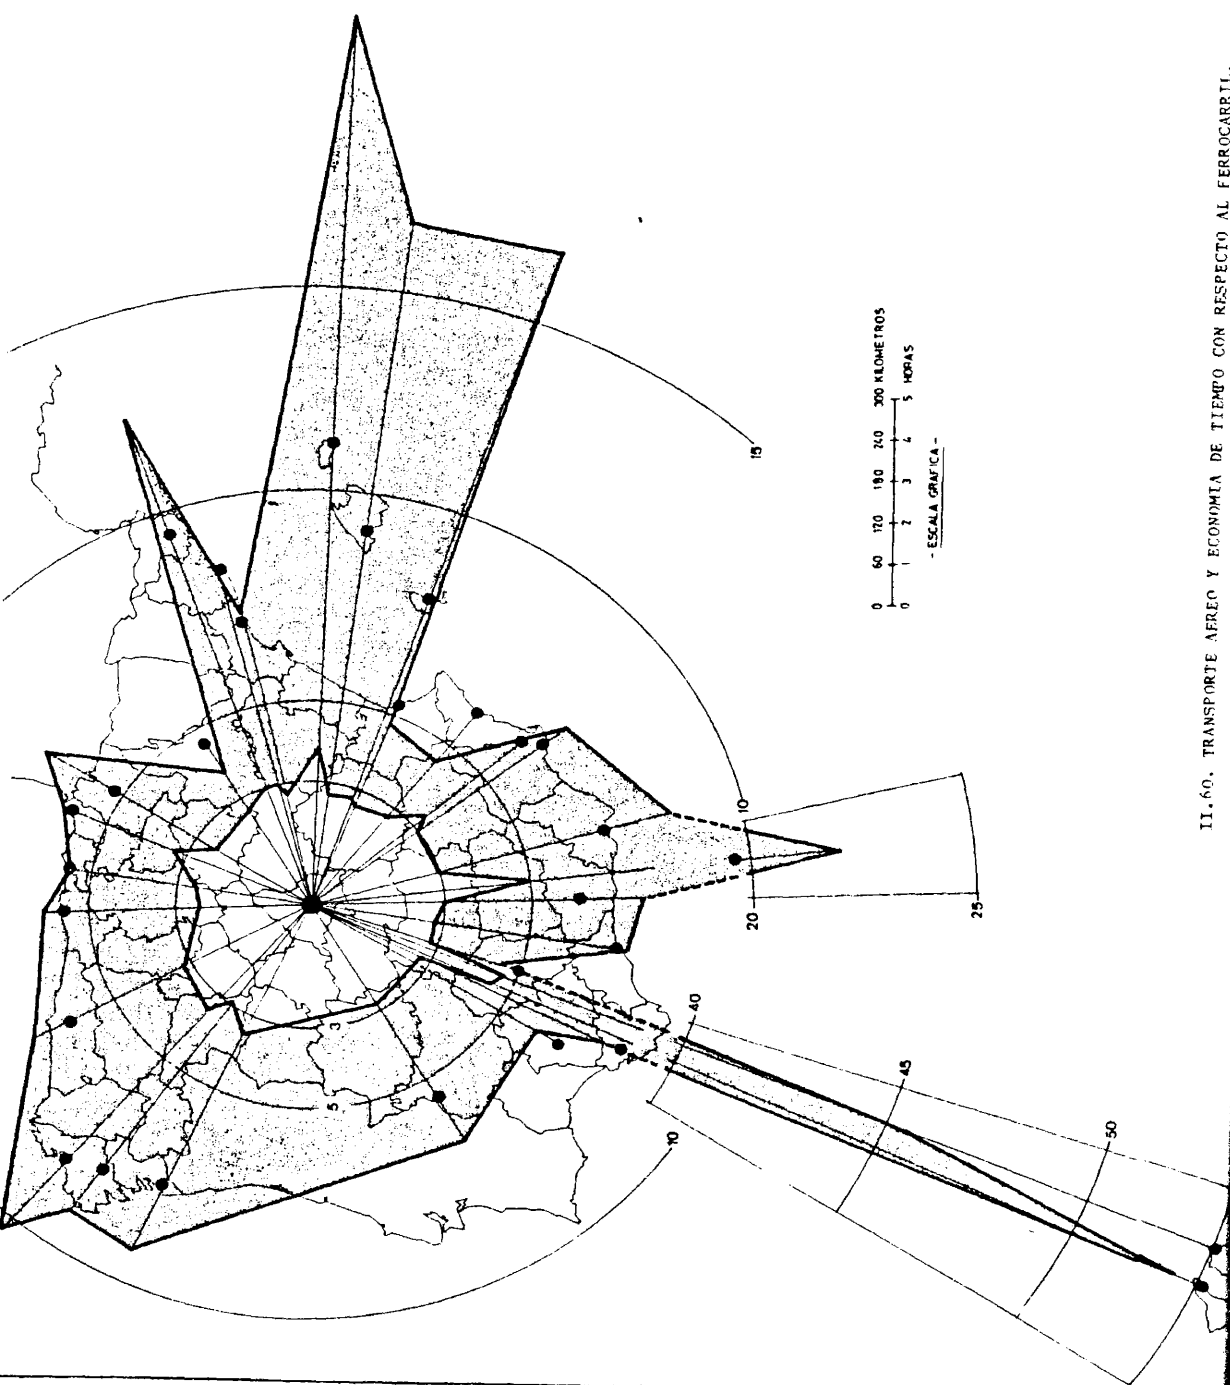 15
0 60 120 180 240 300 KILOMETROS
0 1 2 3 4 5 HORAS
- ESCALA GRAFICA -
3
5
10
10
20
25
40
45
50
II.60. TRANSPORTE AEREO Y ECONOMIA DE TIEMPO CON RESPECTO AL FERROCARRIL.